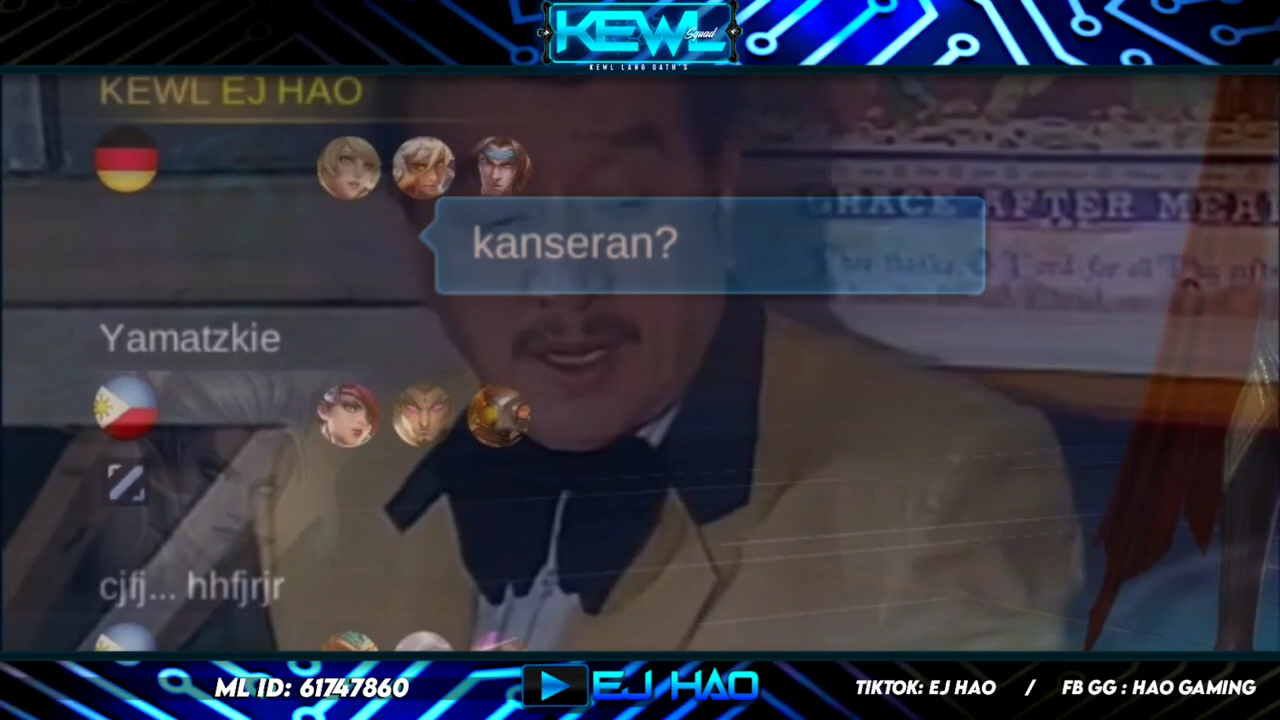 KEWL
Squad
KEWL LANG OATH'S
KEWL EJ HAO
GRACE AFTER MEA
kanseran?
Yamatzkie
cjfj... hhfjrjr
ML ID: 61747860
EJ HAO
TIKTOK: EJ HAO / FB GG : HAO GAMING